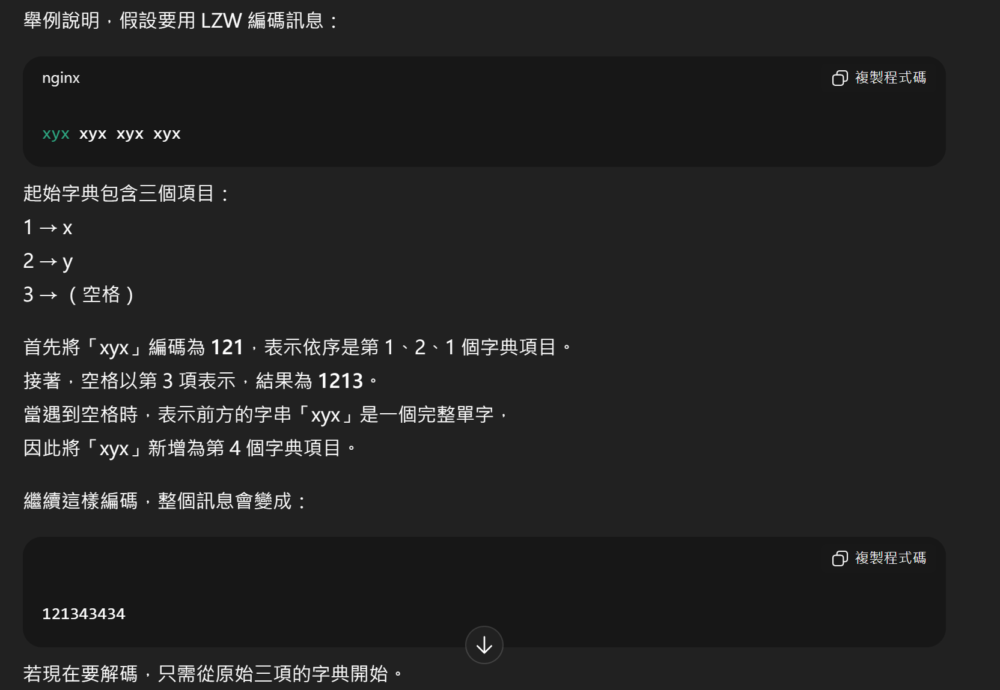 舉例說明，假設要用 LZW 編碼訊息：
nginx
複製程式碼
xyx xyx xyx xyx
起始字典包含三個項目：
1 → x
2 → y
3 → （空格）
首先將「xyx」編碼為 121，表示依序是第 1、2、1 個字典項目。
接著，空格以第 3 項表示，結果為 1213。
當遇到空格時，表示前方的字串「xyx」是一個完整單字，
因此將「xyx」新增為第 4 個字典項目。
繼續這樣編碼，整個訊息會變成：
複製程式碼
121343434
若現在要解碼，只需從原始三項的字典開始。